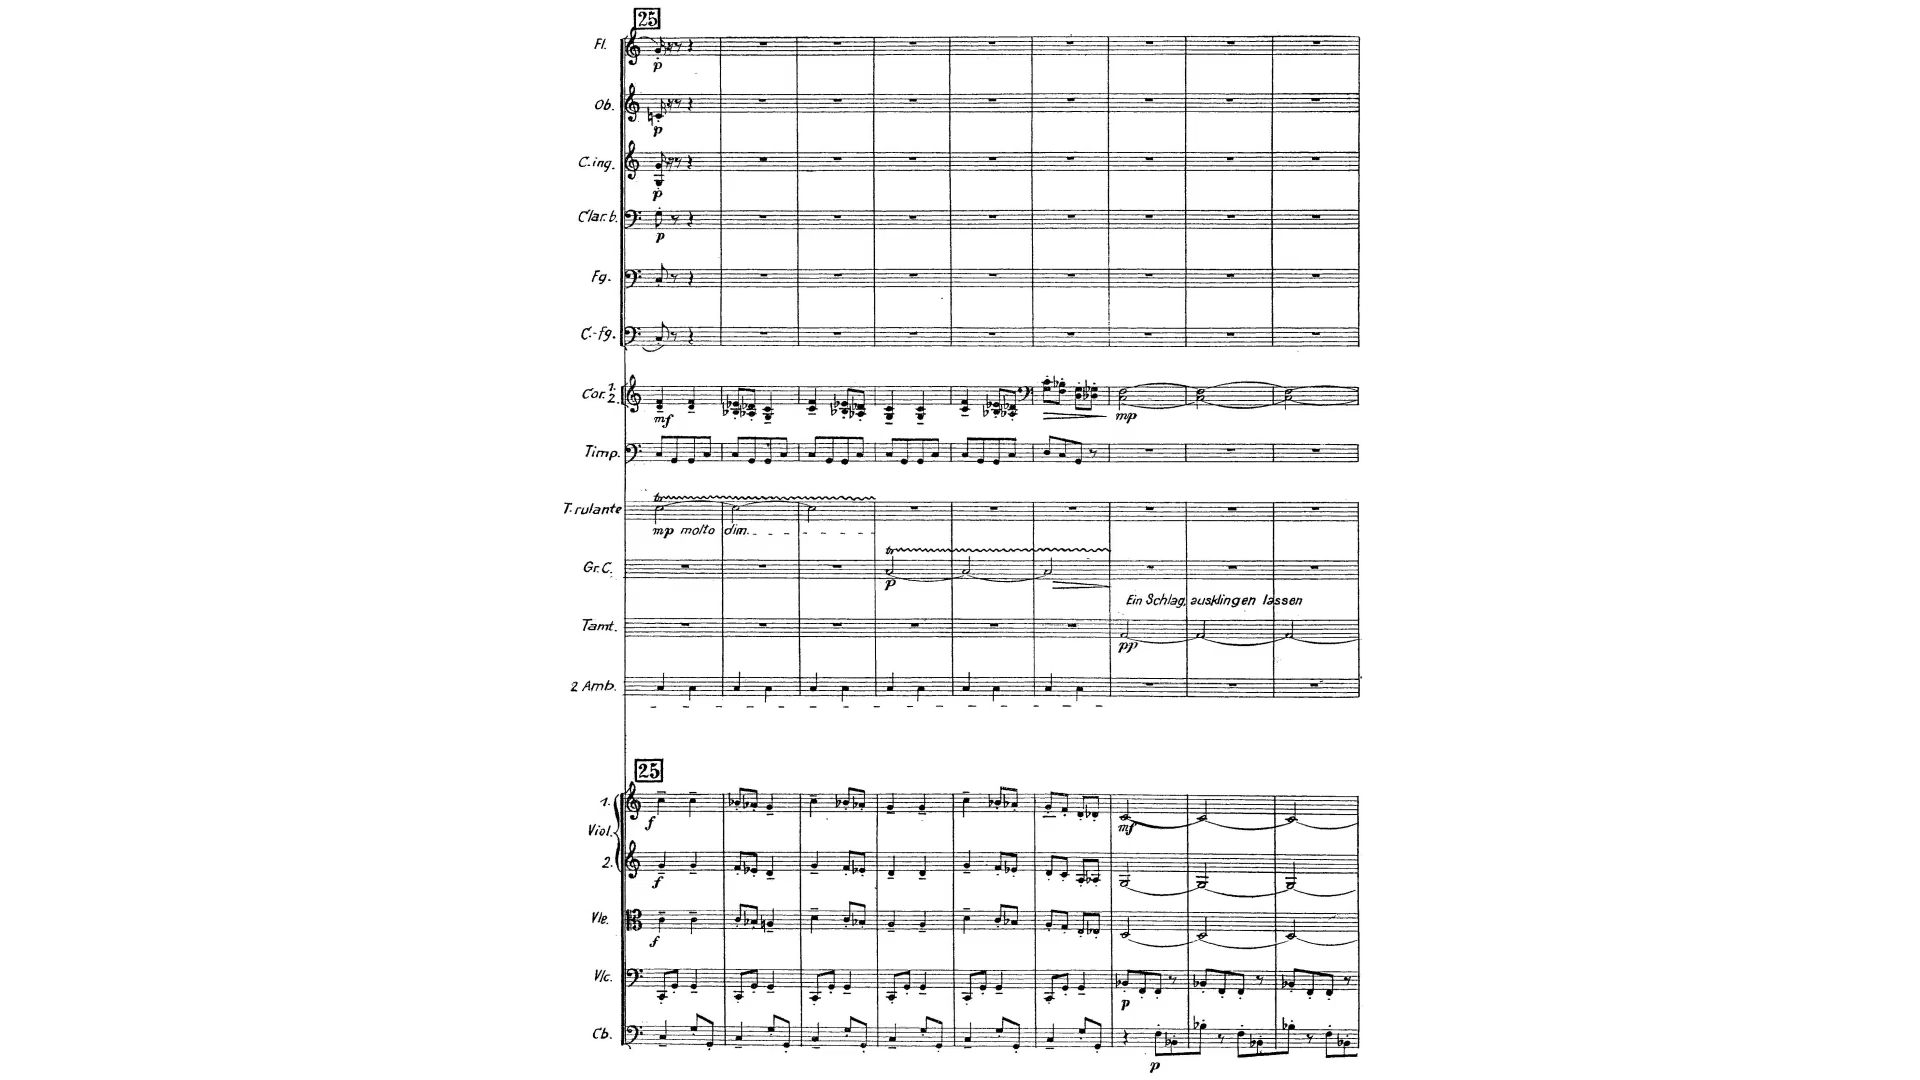 25
Fl.
p
Ob.
p
C.ing.
p
Clar.b.
p
Fg.
C.-fg.
Cor. 1. 2.
mf mp
Timp.
T.rulante
tr
mp molto dim.
Gr.C.
tr
p
Ein Schlag, ausklingen lassen
Tamt.
pp
2 Amb.
25
1.
f mf
Viol.
2.
f
Vle.
f
Vlc.
p
Cb.
p